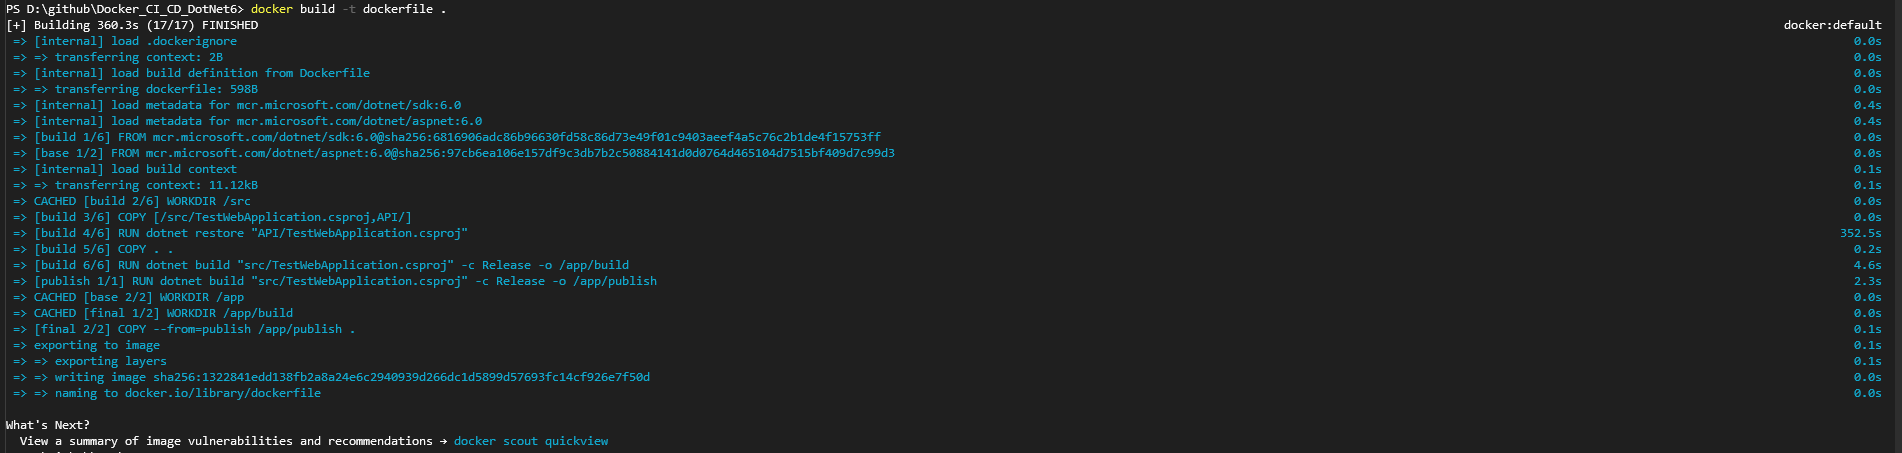 PS D:\github\Docker_CI_CD_DotNet6> docker build -t dockerfile .
[+] Building 360.3s (17/17) FINISHED docker:default
=> [internal] load .dockerignore 0.0s
=> => transferring context: 2B 0.0s
=> [internal] load build definition from Dockerfile 0.0s
=> => transferring dockerfile: 598B 0.0s
=> [internal] load metadata for mcr.microsoft.com/dotnet/sdk:6.0 0.4s
=> [internal] load metadata for mcr.microsoft.com/dotnet/aspnet:6.0 0.4s
=> [build 1/6] FROM mcr.microsoft.com/dotnet/sdk:6.0@sha256:6816906adc86b96630fd58c86d73e49f01c9403aeef4a5c76c2b1de4f15753ff 0.0s
=> [base 1/2] FROM mcr.microsoft.com/dotnet/aspnet:6.0@sha256:97cb6ea106e157df9c3db7b2c50884141d0d0764d465104d7515bf409d7c99d3 0.0s
=> [internal] load build context 0.1s
=> => transferring context: 11.12kB 0.1s
=> CACHED [build 2/6] WORKDIR /src 0.0s
=> [build 3/6] COPY [/src/TestWebApplication.csproj,API/] 0.0s
=> [build 4/6] RUN dotnet restore "API/TestWebApplication.csproj" 352.5s
=> [build 5/6] COPY . . 0.2s
=> [build 6/6] RUN dotnet build "src/TestWebApplication.csproj" -c Release -o /app/build 4.6s
=> [publish 1/1] RUN dotnet build "src/TestWebApplication.csproj" -c Release -o /app/publish 2.3s
=> CACHED [base 2/2] WORKDIR /app 0.0s
=> CACHED [final 1/2] WORKDIR /app/build 0.0s
=> [final 2/2] COPY --from=publish /app/publish . 0.1s
=> exporting to image 0.1s
=> => exporting layers 0.1s
=> => writing image sha256:1322841edd138fb2a8a24e6c2940939d266dc1d5899d57693fc14cf926e7f50d 0.0s
=> => naming to docker.io/library/dockerfile 0.0s
What's Next?
View a summary of image vulnerabilities and recommendations → docker scout quickview